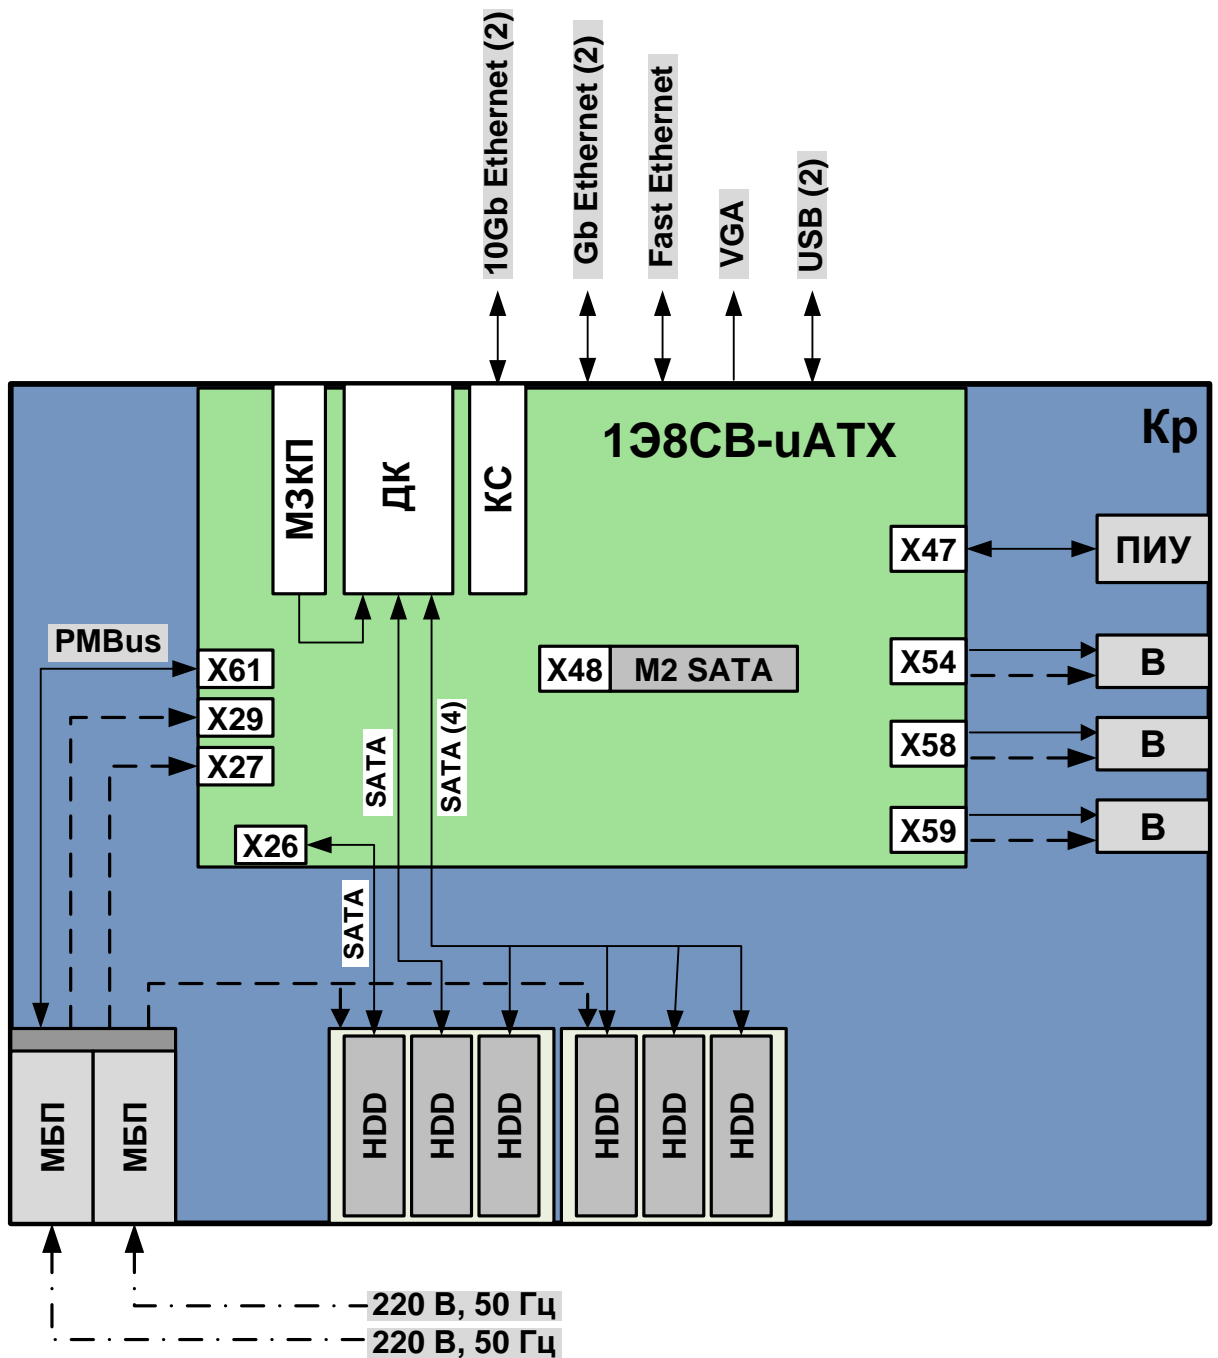 10Gb Ethernet (2)
Gb Ethernet (2)
Fast Ethernet
VGA
USB (2)
1Э8СВ-uATX
Кр
МЗКП
ДК
КС
X47
ПИУ
PMBus
X61
X48
M2 SATA
X54
В
X29
X58
В
X27
SATA
SATA (4)
X59
В
X26
SATA
МБП
МБП
HDD
HDD
HDD
HDD
HDD
HDD
220 В, 50 Гц
220 В, 50 Гц